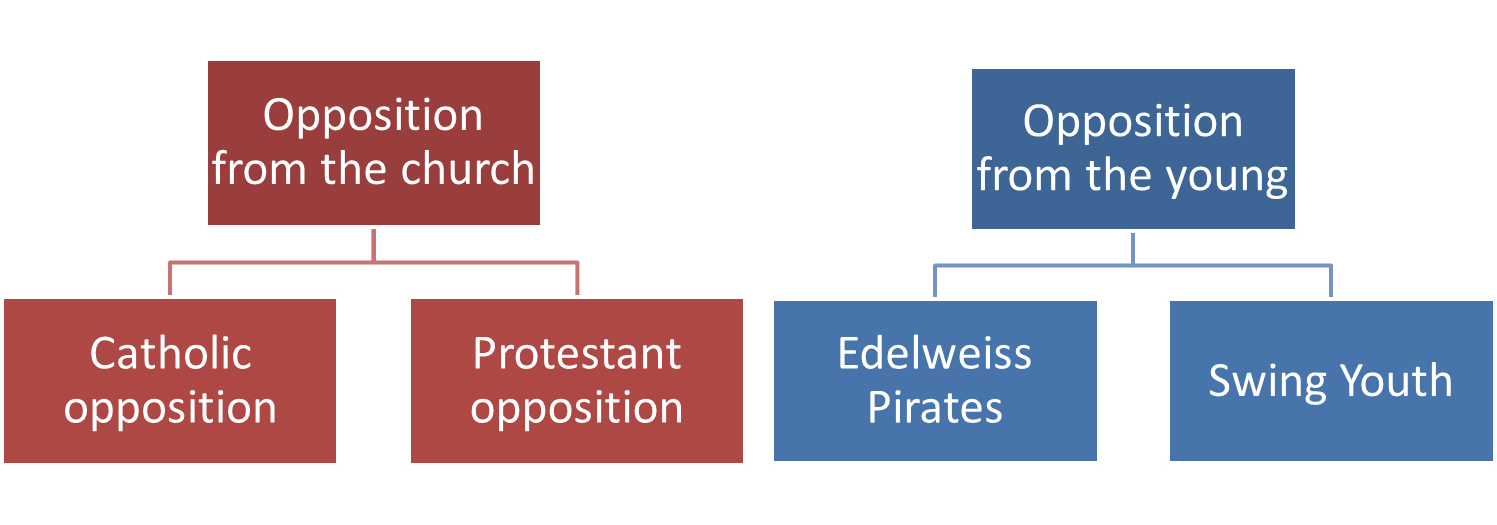 Opposition
from the church
Catholic
opposition
Protestant
opposition
Opposition
from the young
Edelweiss
Pirates
Swing Youth